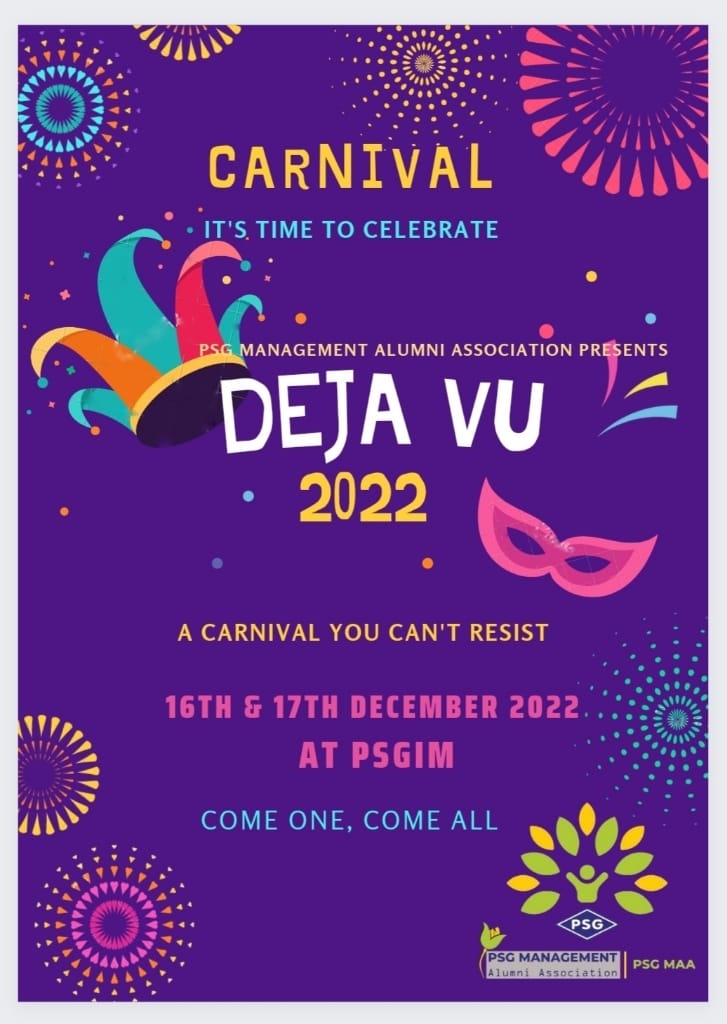 CARNIVAL
IT'S TIME TO CELEBRATE
PSG MANAGEMENT ALUMNI ASSOCIATION PRESENTS
DEJA VU
2022
A CARNIVAL YOU CAN'T RESIST
16TH & 17TH DECEMBER 2022
AT PSGIM
COME ONE, COME ALL
PSG
PSG MANAGEMENT
Alumni Association
PSG MAA